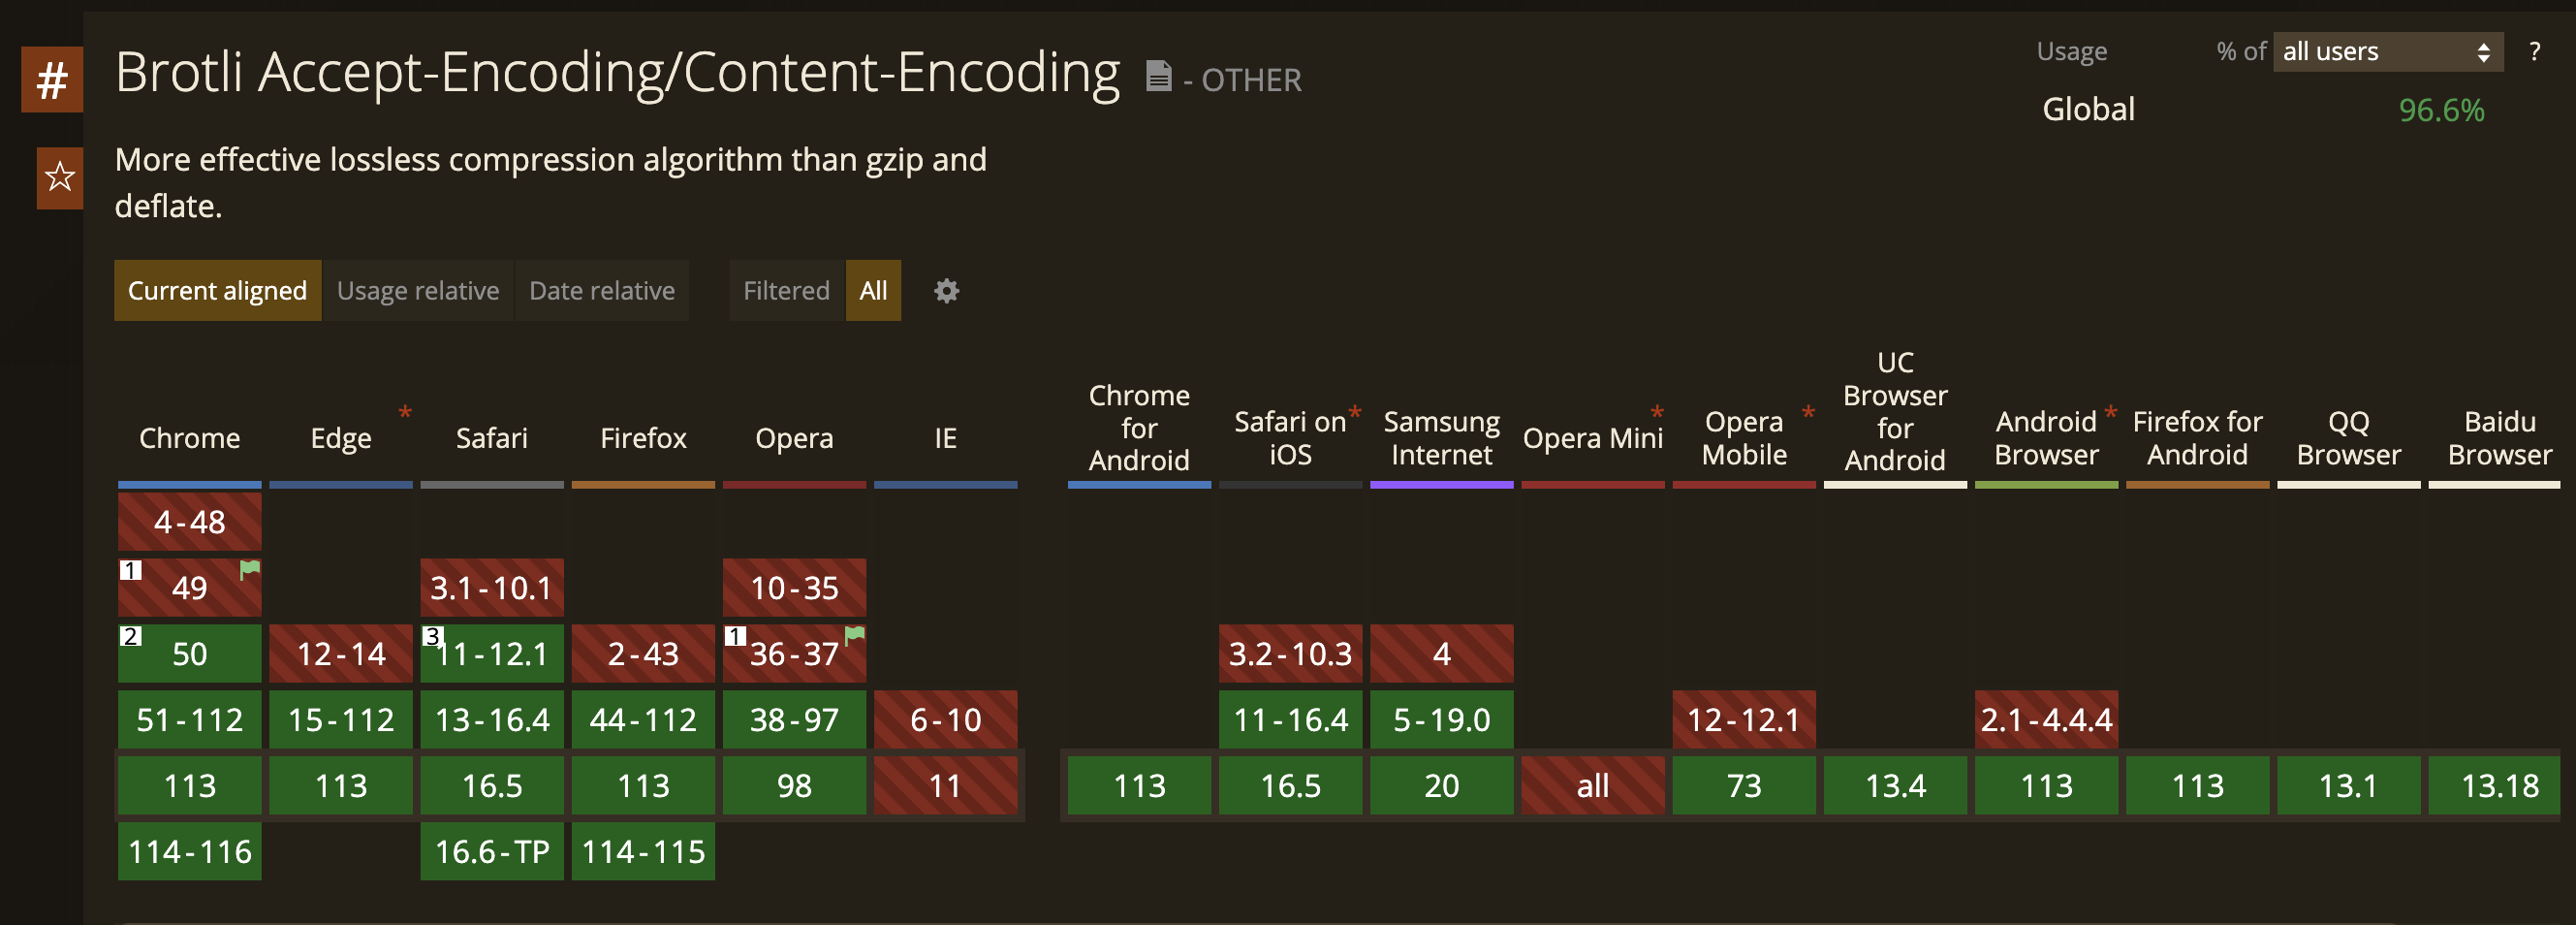 #
Brotli Accept-Encoding/Content-Encoding - OTHER
Usage % of all users ?
Global 96.6%
More effective lossless compression algorithm than gzip and
deflate.
Current aligned Usage relative Date relative Filtered All
Chrome
Edge *
Safari
Firefox
Opera
IE
Chrome
for
Android
Safari on *
iOS
Samsung
Internet
Opera Mini *
Opera *
Mobile
UC
Browser
for
Android
Android *
Browser
Firefox for
Android
QQ
Browser
Baidu
Browser
4-48
1 49 3.1-10.1 10-35
2 50 12-14 3 11-12.1 2-43 1 36-37 3.2-10.3 4
51-112 15-112 13-16.4 44-112 38-97 6-10 11-16.4 5-19.0 12-12.1 2.1-4.4.4
113 113 16.5 113 98 11 113 16.5 20 all 73 13.4 113 113 13.1 13.18
114-116 16.6-TP 114-115